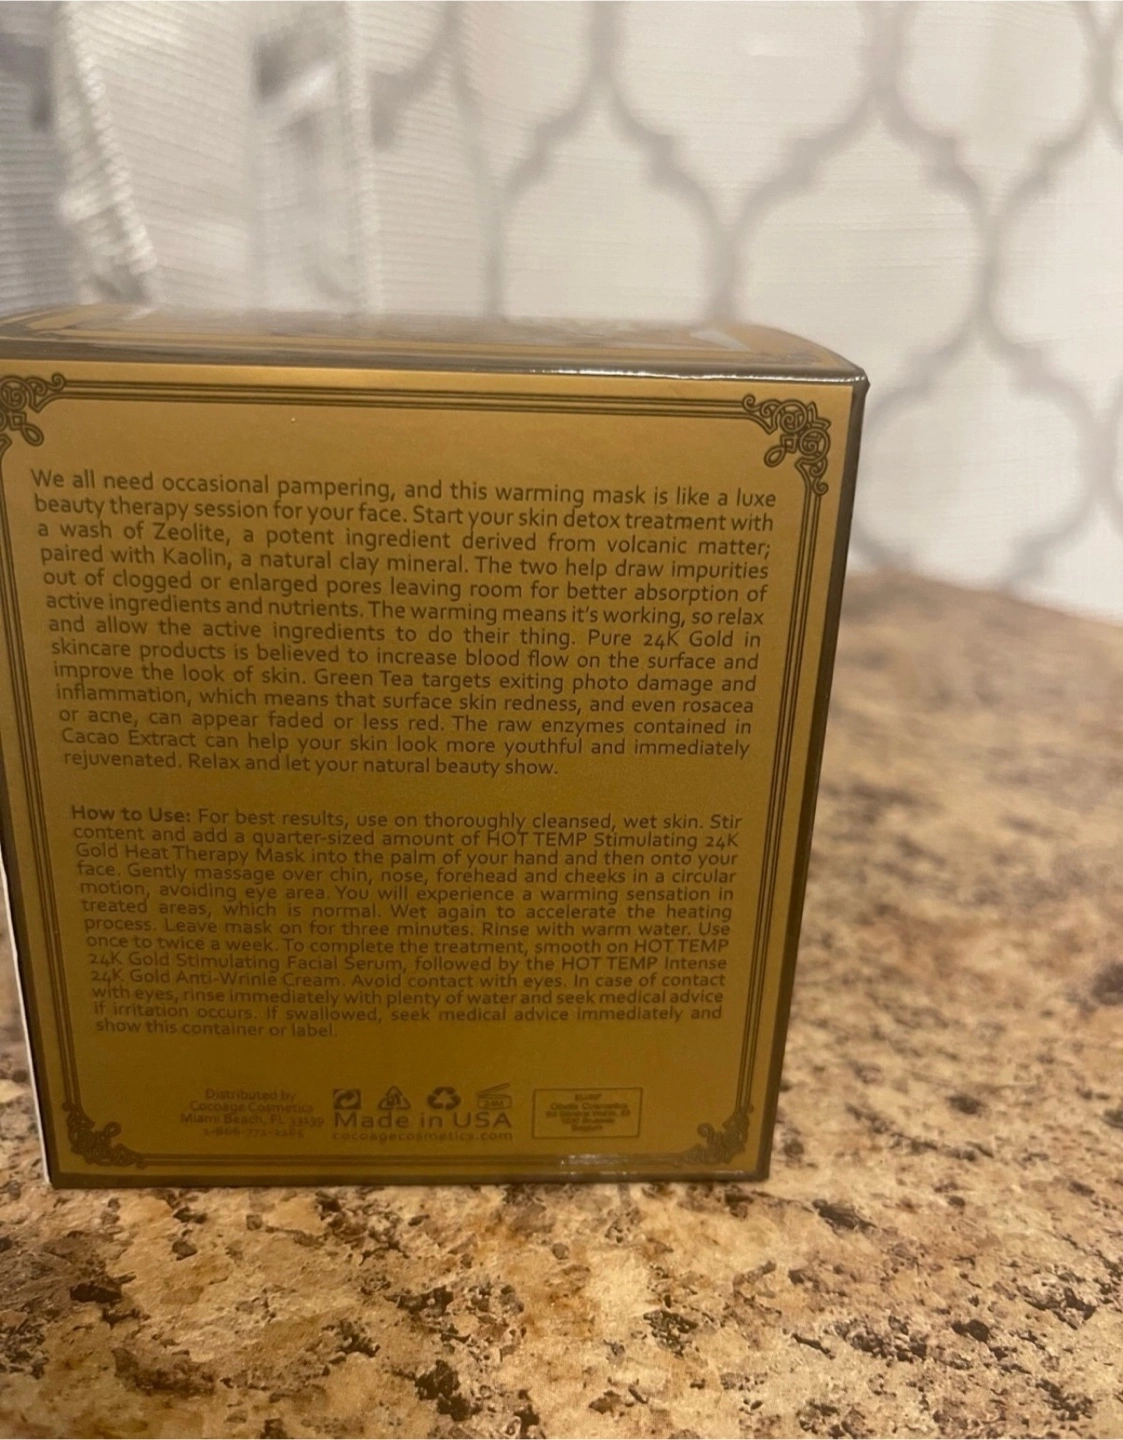 We all need occasional pampering, and this warming mask is like a luxe
beauty therapy session for your face. Start your skin detox treatment with
a wash of Zeolite, a potent ingredient derived from volcanic matter;
paired with Kaolin, a natural clay mineral. The two help draw impurities
out of clogged or enlarged pores leaving room for better absorption of
active ingredients and nutrients. The warming means it's working, so relax
and allow the active ingredients to do their thing. Pure 24K Gold in
skincare products is believed to increase blood flow on the surface and
improve the look of skin. Green Tea targets exiting photo damage and
inflammation, which means that surface skin redness, and even rosacea
or acne, can appear faded or less red. The raw enzymes contained in
Cacao Extract can help your skin look more youthful and immediately
rejuvenated. Relax and let your natural beauty show.
How to Use: For best results, use on thoroughly cleansed, wet skin. Stir
content and add a quarter-sized amount of HOT TEMP Stimulating 24K
Gold Heat Therapy Mask into the palm of your hand and then onto your
face. Gently massage over chin, nose, forehead and cheeks in a circular
motion, avoiding eye area. You will experience a warming sensation in
treated areas, which is normal. Wet again to accelerate the heating
process. Leave mask on for three minutes. Rinse with warm water. Use
once to twice a week. To complete the treatment, smooth on HOT TEMP
24K Gold Stimulating Facial Serum, followed by the HOT TEMP Intense
24K Gold Anti-Wrinle Cream. Avoid contact with eyes. In case of contact
with eyes, rinse immediately with plenty of water and seek medical advice
if irritation occurs. If swallowed, seek medical advice immediately and
show this container or label.
Distributed by
Cocoage Cosmetics
Miami Beach, FL 33139
Made in USA
cocoagecosmetics.com